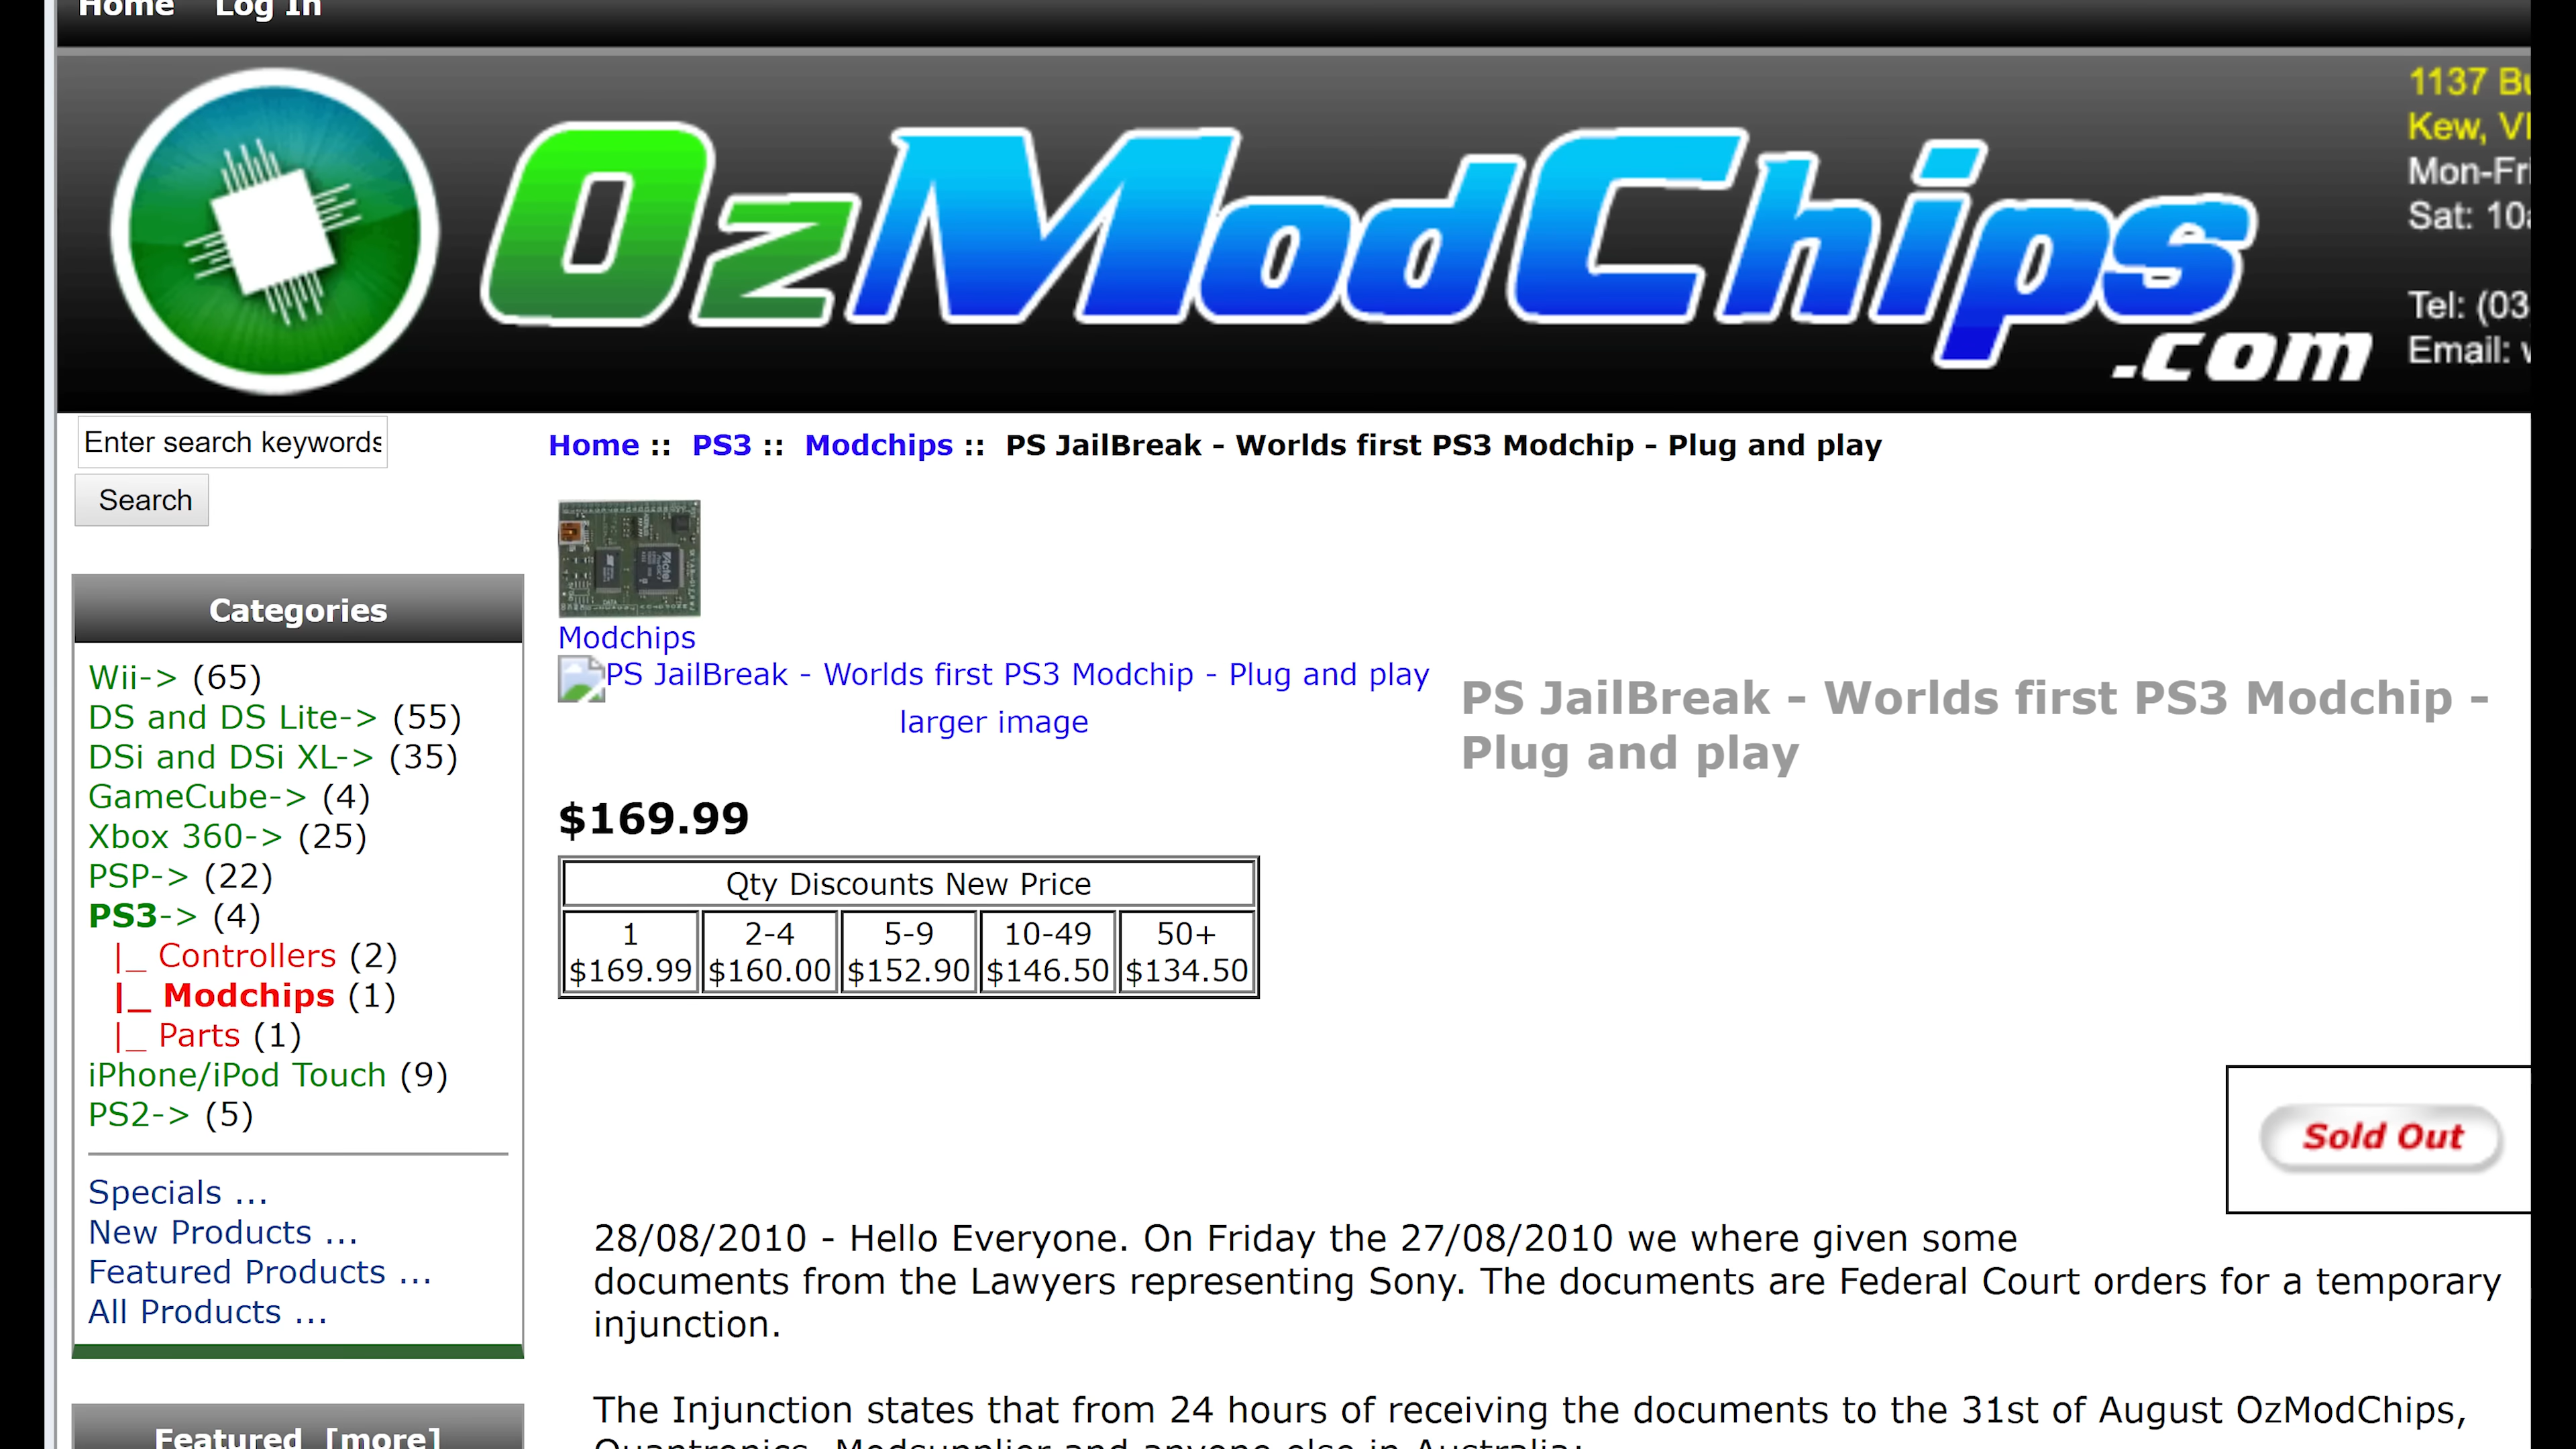 Home Log In
OzModChips
.com
1137
Kew,
Mon-Fri
Sat:
Tel: (03
Email:
Enter search keywords
Search
Home :: PS3 :: Modchips :: PS JailBreak - Worlds first PS3 Modchip - Plug and play
Modchips
PS JailBreak - Worlds first PS3 Modchip - Plug and play
larger image
PS JailBreak - Worlds first PS3 Modchip -
Plug and play
$169.99
Qty Discounts New Price
1 2-4 5-9 10-49 50+
$169.99 $160.00 $152.90 $146.50 $134.50
Categories
Wii-> (65)
DS and DS Lite-> (55)
DSi and DSi XL-> (35)
GameCube-> (4)
Xbox 360-> (25)
PSP-> (22)
PS3-> (4)
|_ Controllers (2)
|_ Modchips (1)
|_ Parts (1)
iPhone/iPod Touch (9)
PS2-> (5)
Specials ...
New Products ...
Featured Products ...
All Products ...
Featured [more]
Sold Out
28/08/2010 - Hello Everyone. On Friday the 27/08/2010 we where given some
documents from the Lawyers representing Sony. The documents are Federal Court orders for a temporary
injunction.
The Injunction states that from 24 hours of receiving the documents to the 31st of August OzModChips,
Quantronics, Modsupplier and anyone else in Australia: